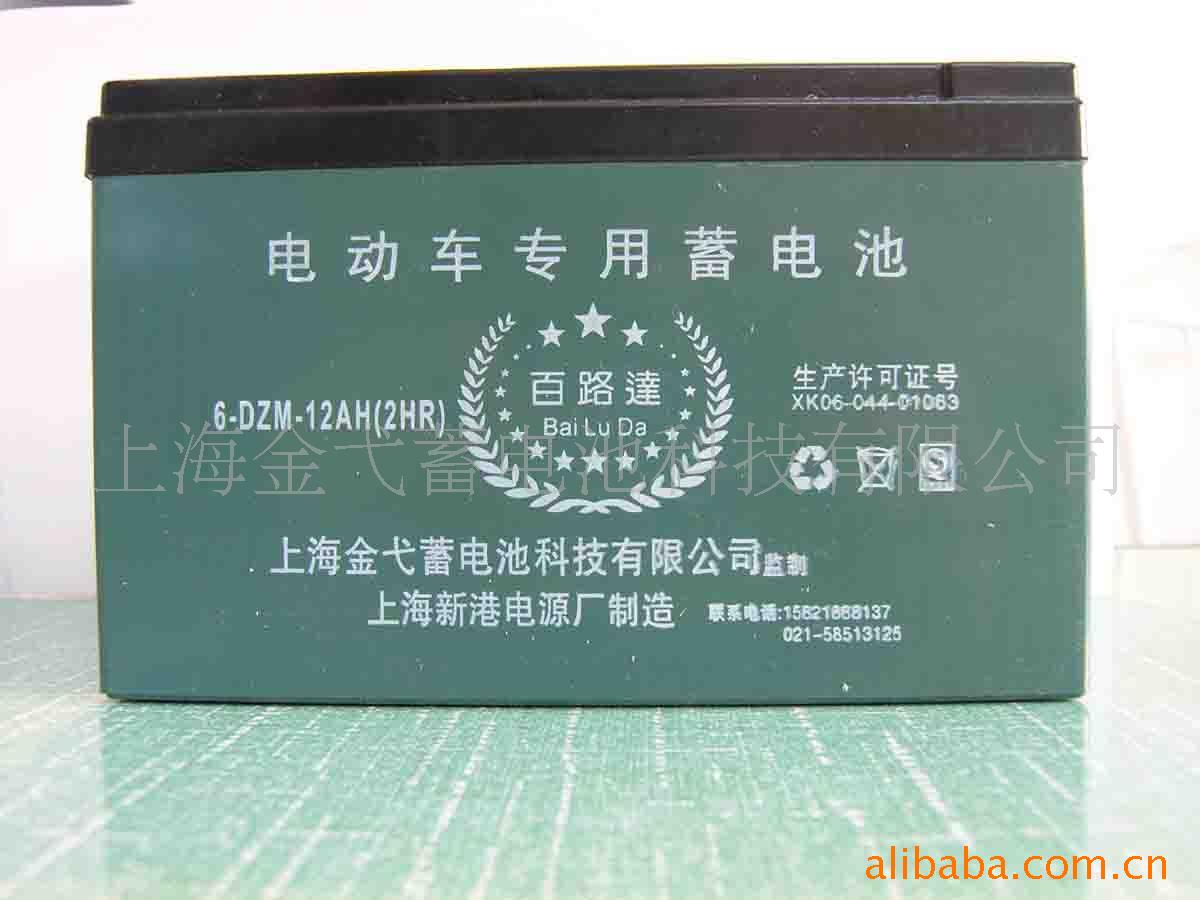 电动车专用蓄电池
百路達
Bai Lu Da
6-DZM-12AH(2HR)
生产许可证号
XK06-044-01063
上海金弋蓄电池科技有限公司
上海金弋蓄电池科技有限公司监制
上海新港电源厂制造
联系电话:15821888137
021-58513125
alibaba.com.cn